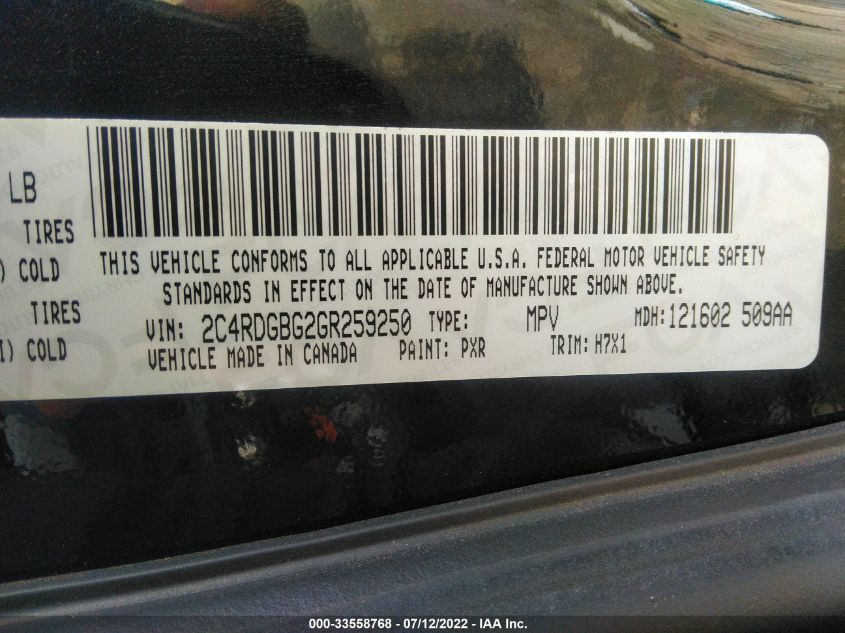 LB
TIRES
) COLD
TIRES
I) COLD
THIS VEHICLE CONFORMS TO ALL APPLICABLE U.S.A. FEDERAL MOTOR VEHICLE SAFETY
STANDARDS IN EFFECT ON THE DATE OF MANUFACTURE SHOWN ABOVE.
VIN: 2C4RDGBG2GR259250 TYPE: MPV MDH:121602 509AA
VEHICLE MADE IN CANADA PAINT: PXR TRIM: H7X1
000-33558768 - 07/12/2022 - IAA Inc.